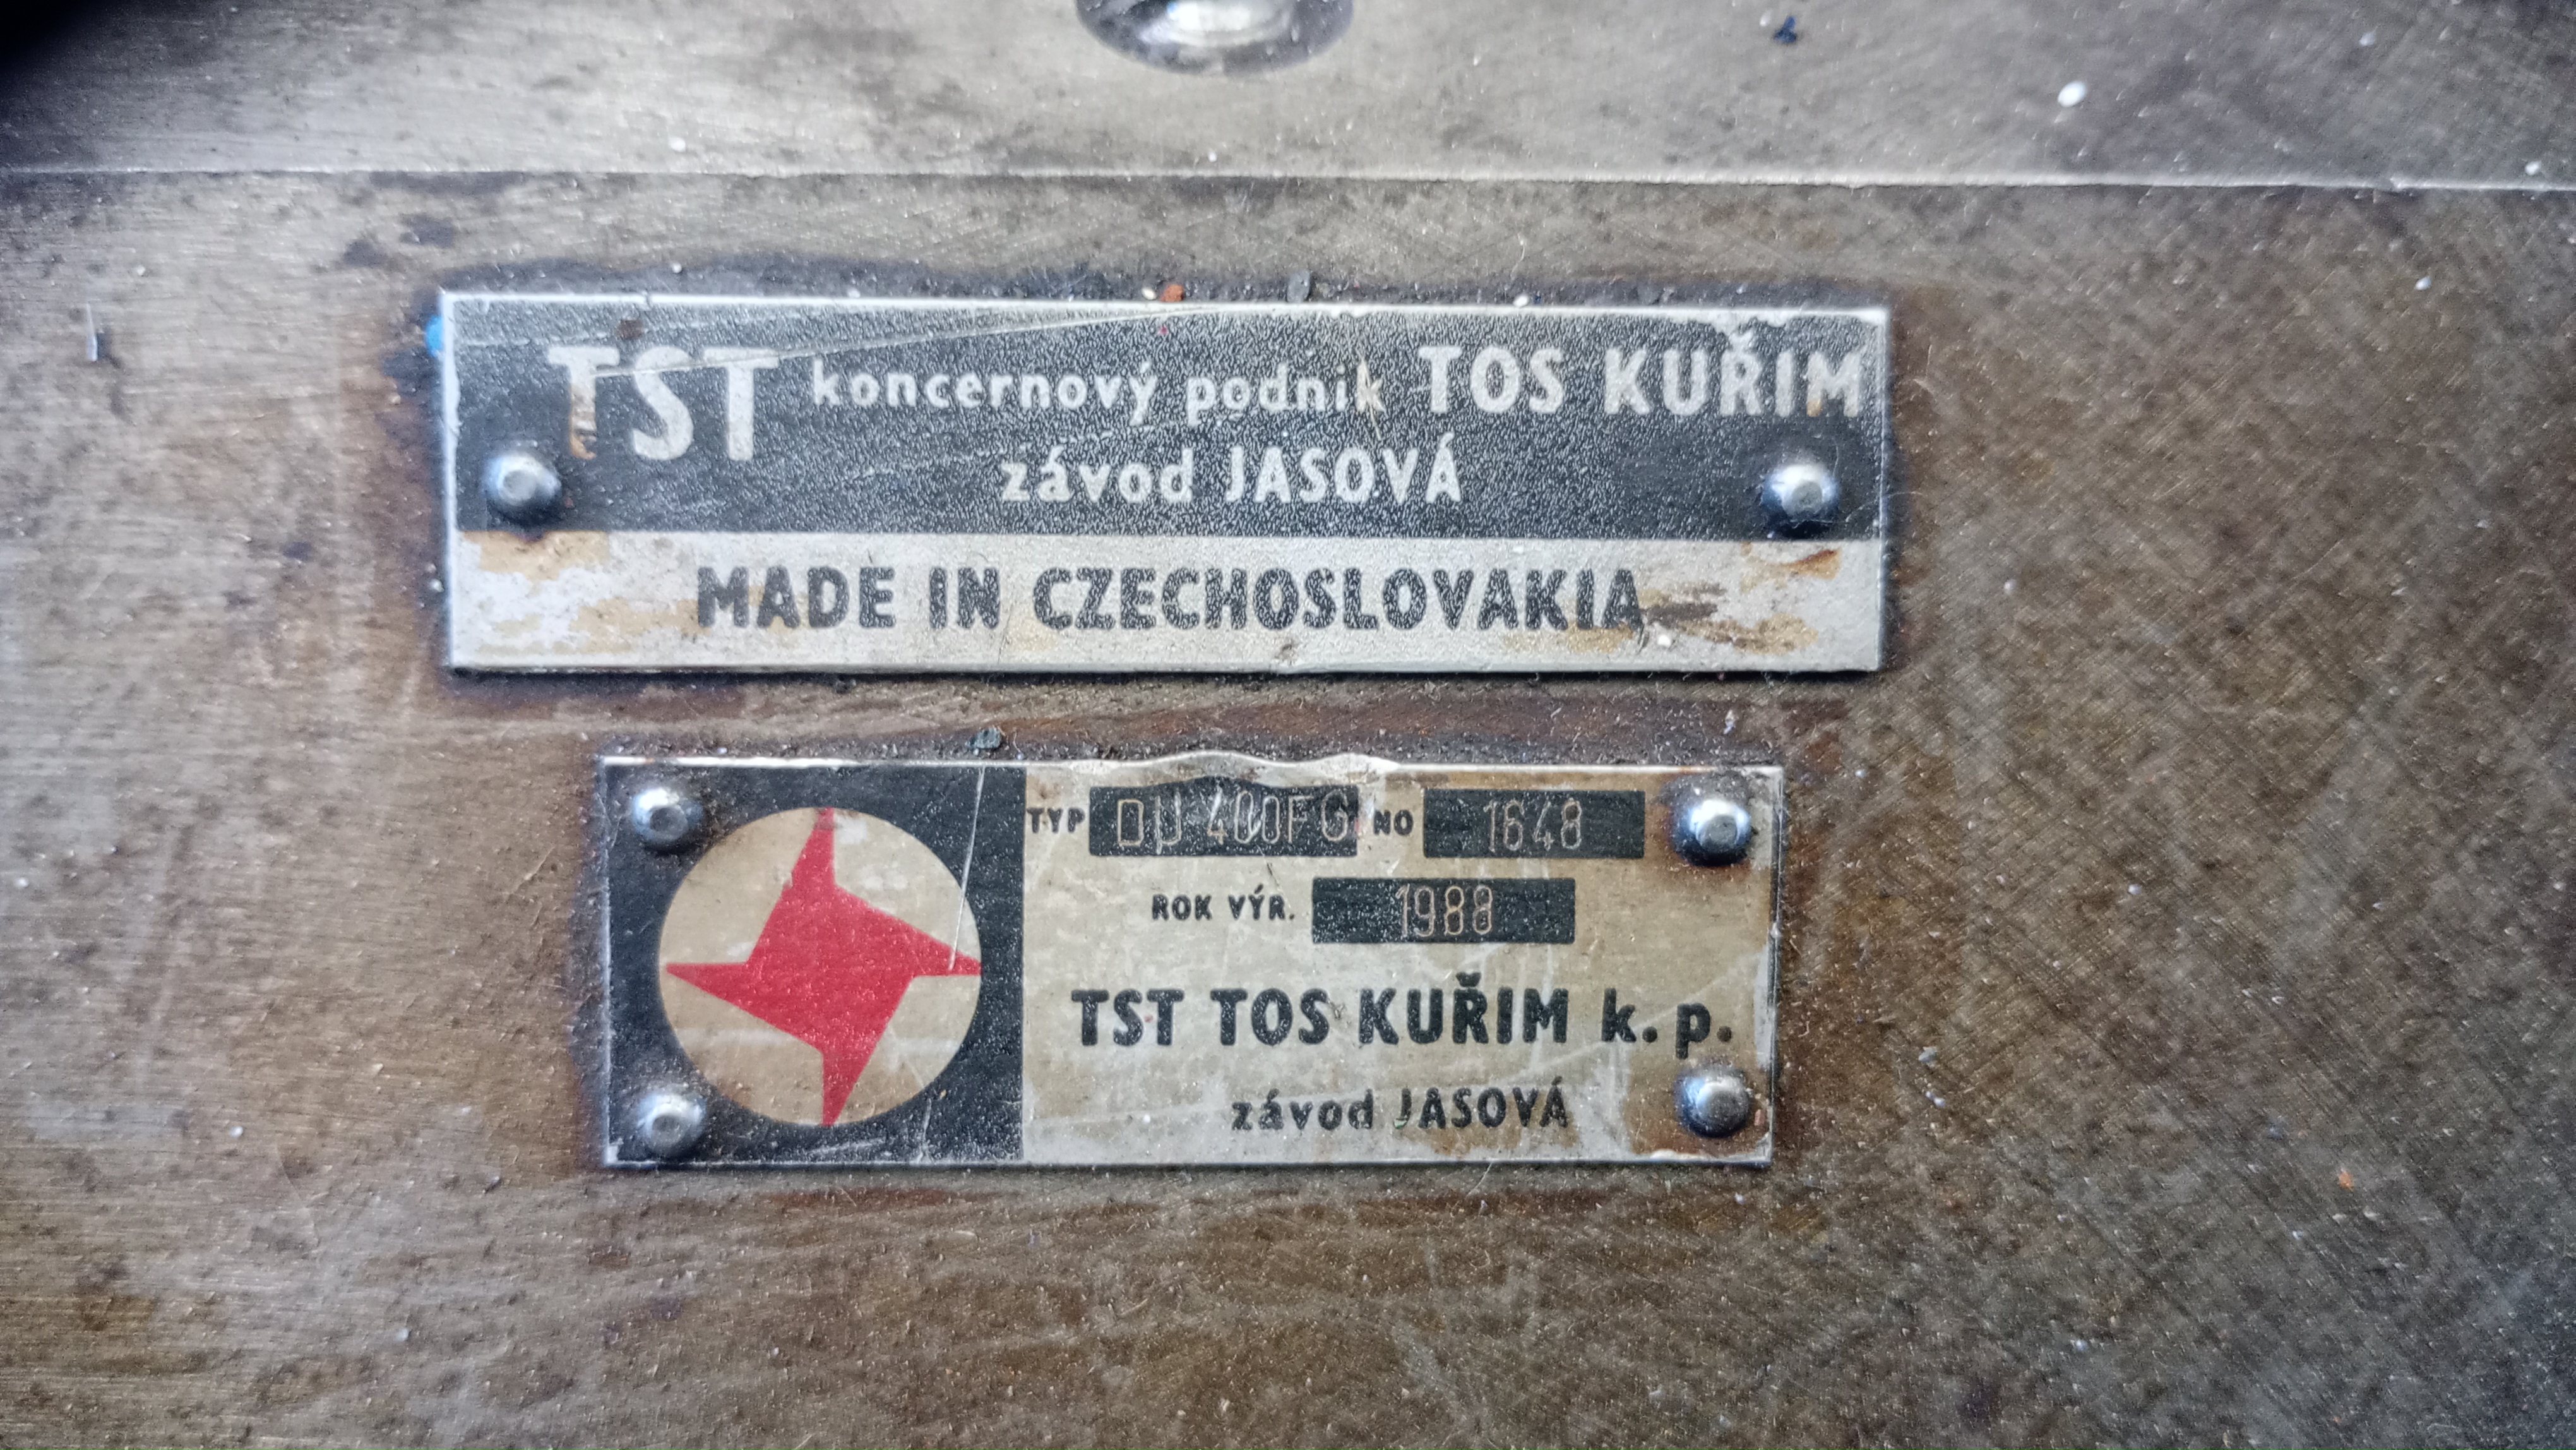 TST koncernový podnik TOS KUŘIM
závod JASOVÁ
MADE IN CZECHOSLOVAKIA
TYP DU 400FG NO 1648
ROK VÝR. 1988
TST TOS KUŘIM k. p.
závod JASOVÁ